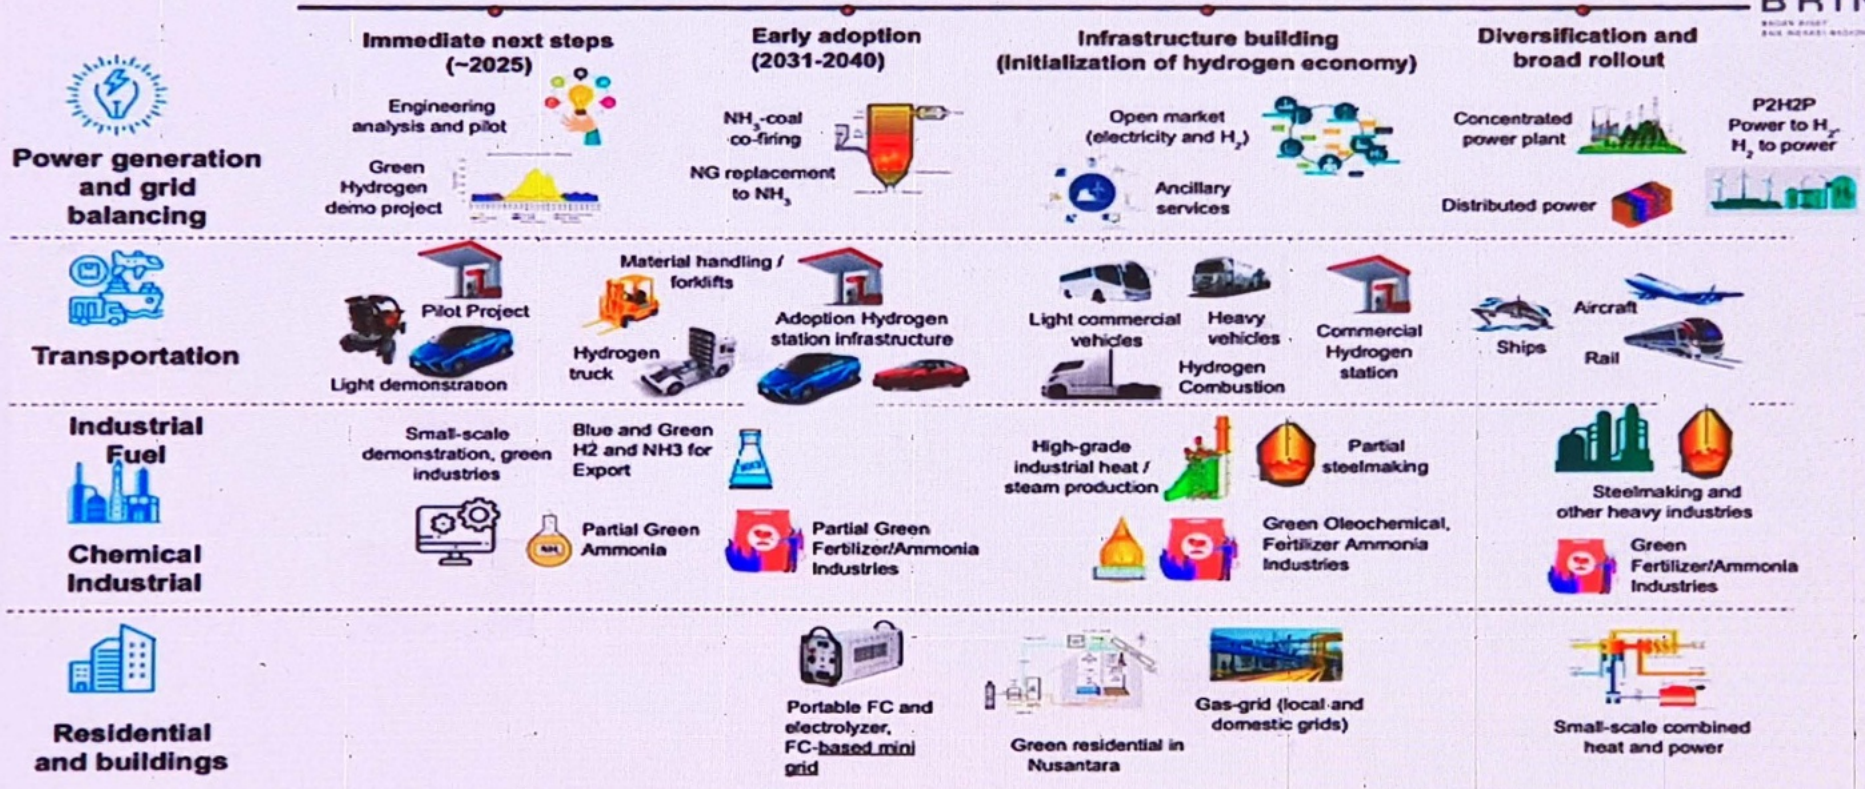 BRIN
Immediate next steps
(~2025)
Early adoption
(2031-2040)
Infrastructure building
(Initialization of hydrogen economy)
Diversification and
broad rollout
Power generation
and grid
balancing
Engineering
analysis and pilot
Green
Hydrogen
demo project
NH₃-coal
co-firing
NG replacement
to NH₃
Open market
(electricity and H₂)
Ancillary
services
Concentrated
power plant
Distributed power
P2H2P
Power to H₂,
H₂ to power
Transportation
Pilot Project
Light demonstration
Material handling /
forklifts
Hydrogen
truck
Adoption Hydrogen
station infrastructure
Light commercial
vehicles
Heavy
vehicles
Hydrogen
Combustion
Commercial
Hydrogen
station
Ships
Aircraft
Rail
Industrial
Fuel
Chemical
Industrial
Small-scale
demonstration, green
industries
Blue and Green
H2 and NH3 for
Export
Partial Green
Ammonia
Partial Green
Fertilizer/Ammonia
Industries
High-grade
industrial heat /
steam production
Partial
steelmaking
Green Oleochemical,
Fertilizer Ammonia
Industries
Steelmaking and
other heavy industries
Green
Fertilizer/Ammonia
Industries
Residential
and buildings
Portable FC and
electrolyzer,
FC-based mini
grid
Green residential in
Nusantara
Gas-grid (local and
domestic grids)
Small-scale combined
heat and power